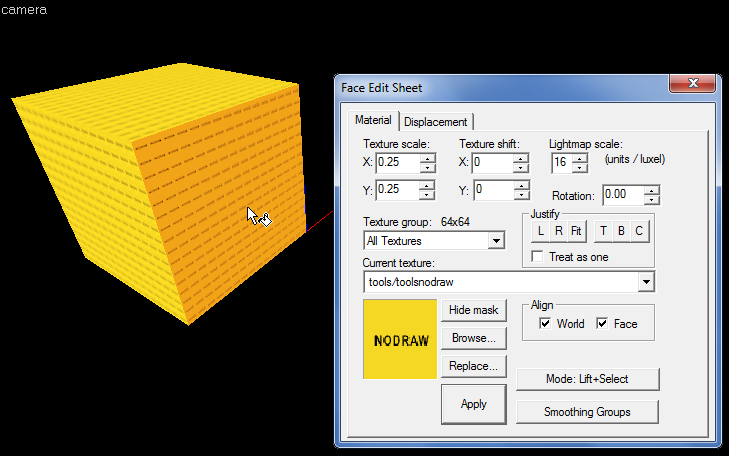 camera
Face Edit Sheet
Material Displacement
Texture scale: Texture shift: Lightmap scale:
X: 0.25 X: 0 16 (units / luxel)
Y: 0.25 Y: 0 Rotation: 0.00
Texture group: 64x64 Justify
All Textures L R Fit T B C
Treat as one
Current texture:
tools/toolsnodraw
NODRAW
Hide mask
Browse...
Replace...
Apply
Align
World Face
Mode: Lift+Select
Smoothing Groups